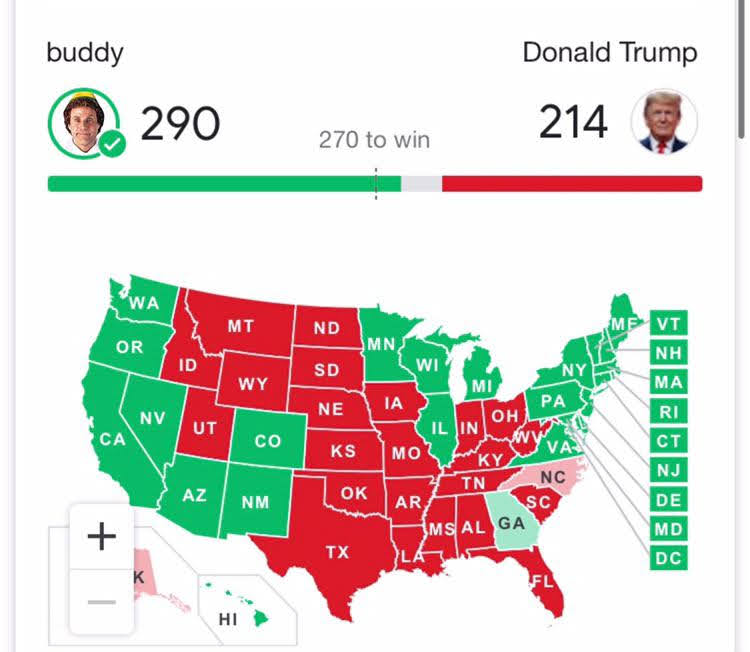 buddy Donald Trump
290 270 to win 214
WA
MT
ND
ME
VT
OR
MN
NH
ID
SD
WI
NY
MA
WY
MI
NV
NE
IA
PA
RI
UT
CO
IL
IN
OH
CT
CA
KS
MO
WV
VA
NJ
KY
NC
AZ
NM
OK
AR
TN
SC
DE
MS
AL
GA
MD
TX
LA
DC
+
K
FL
−
HI